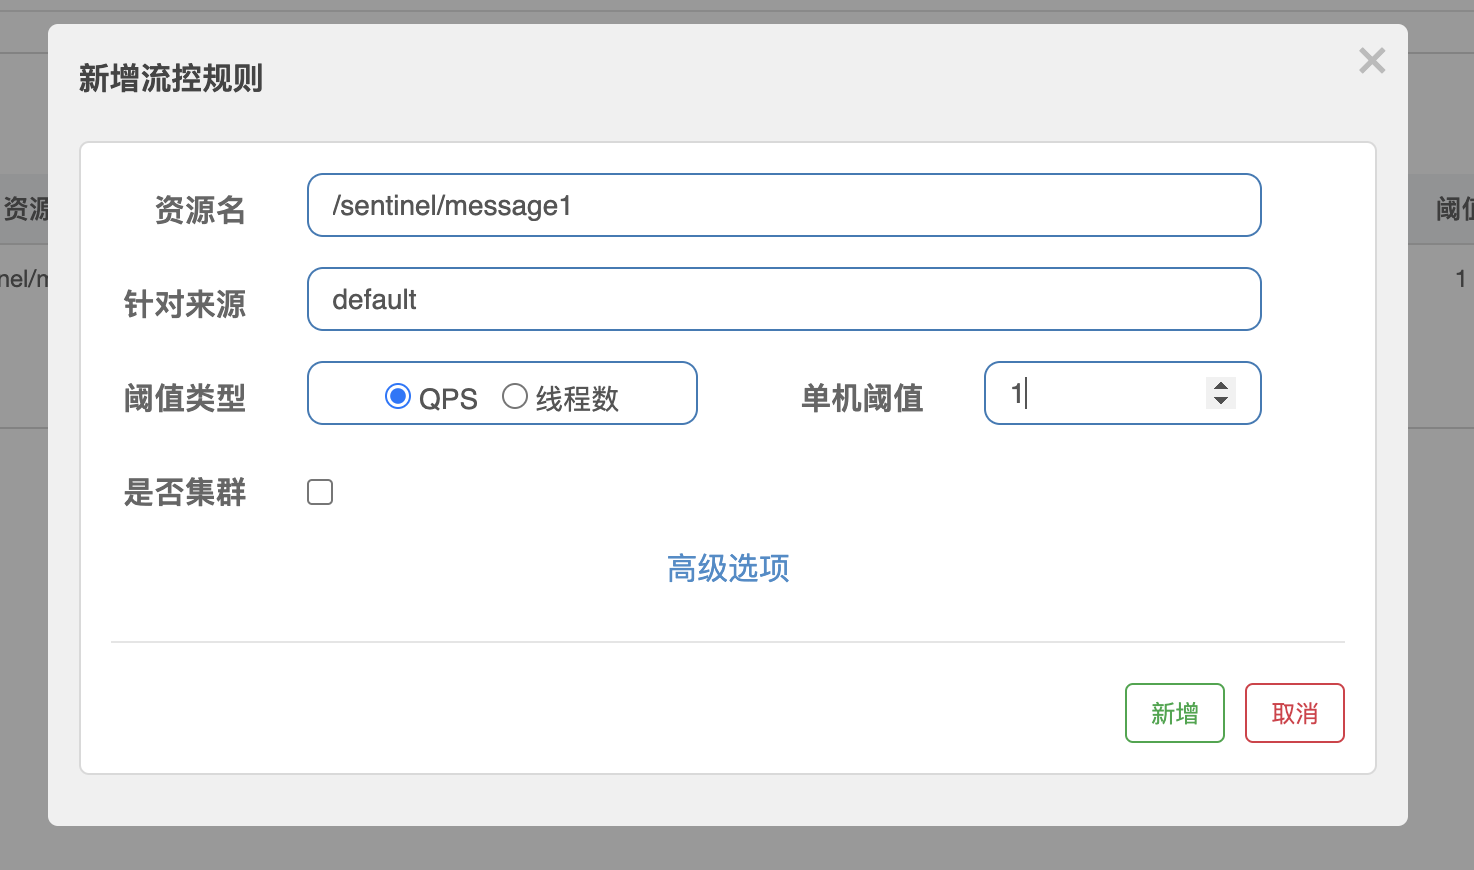 新增流控规则
×
资源名 /sentinel/message1
针对来源 default
阈值类型 QPS 线程数 单机阈值 1
是否集群
高级选项
新增 取消
资源
阈值
nel/m
1